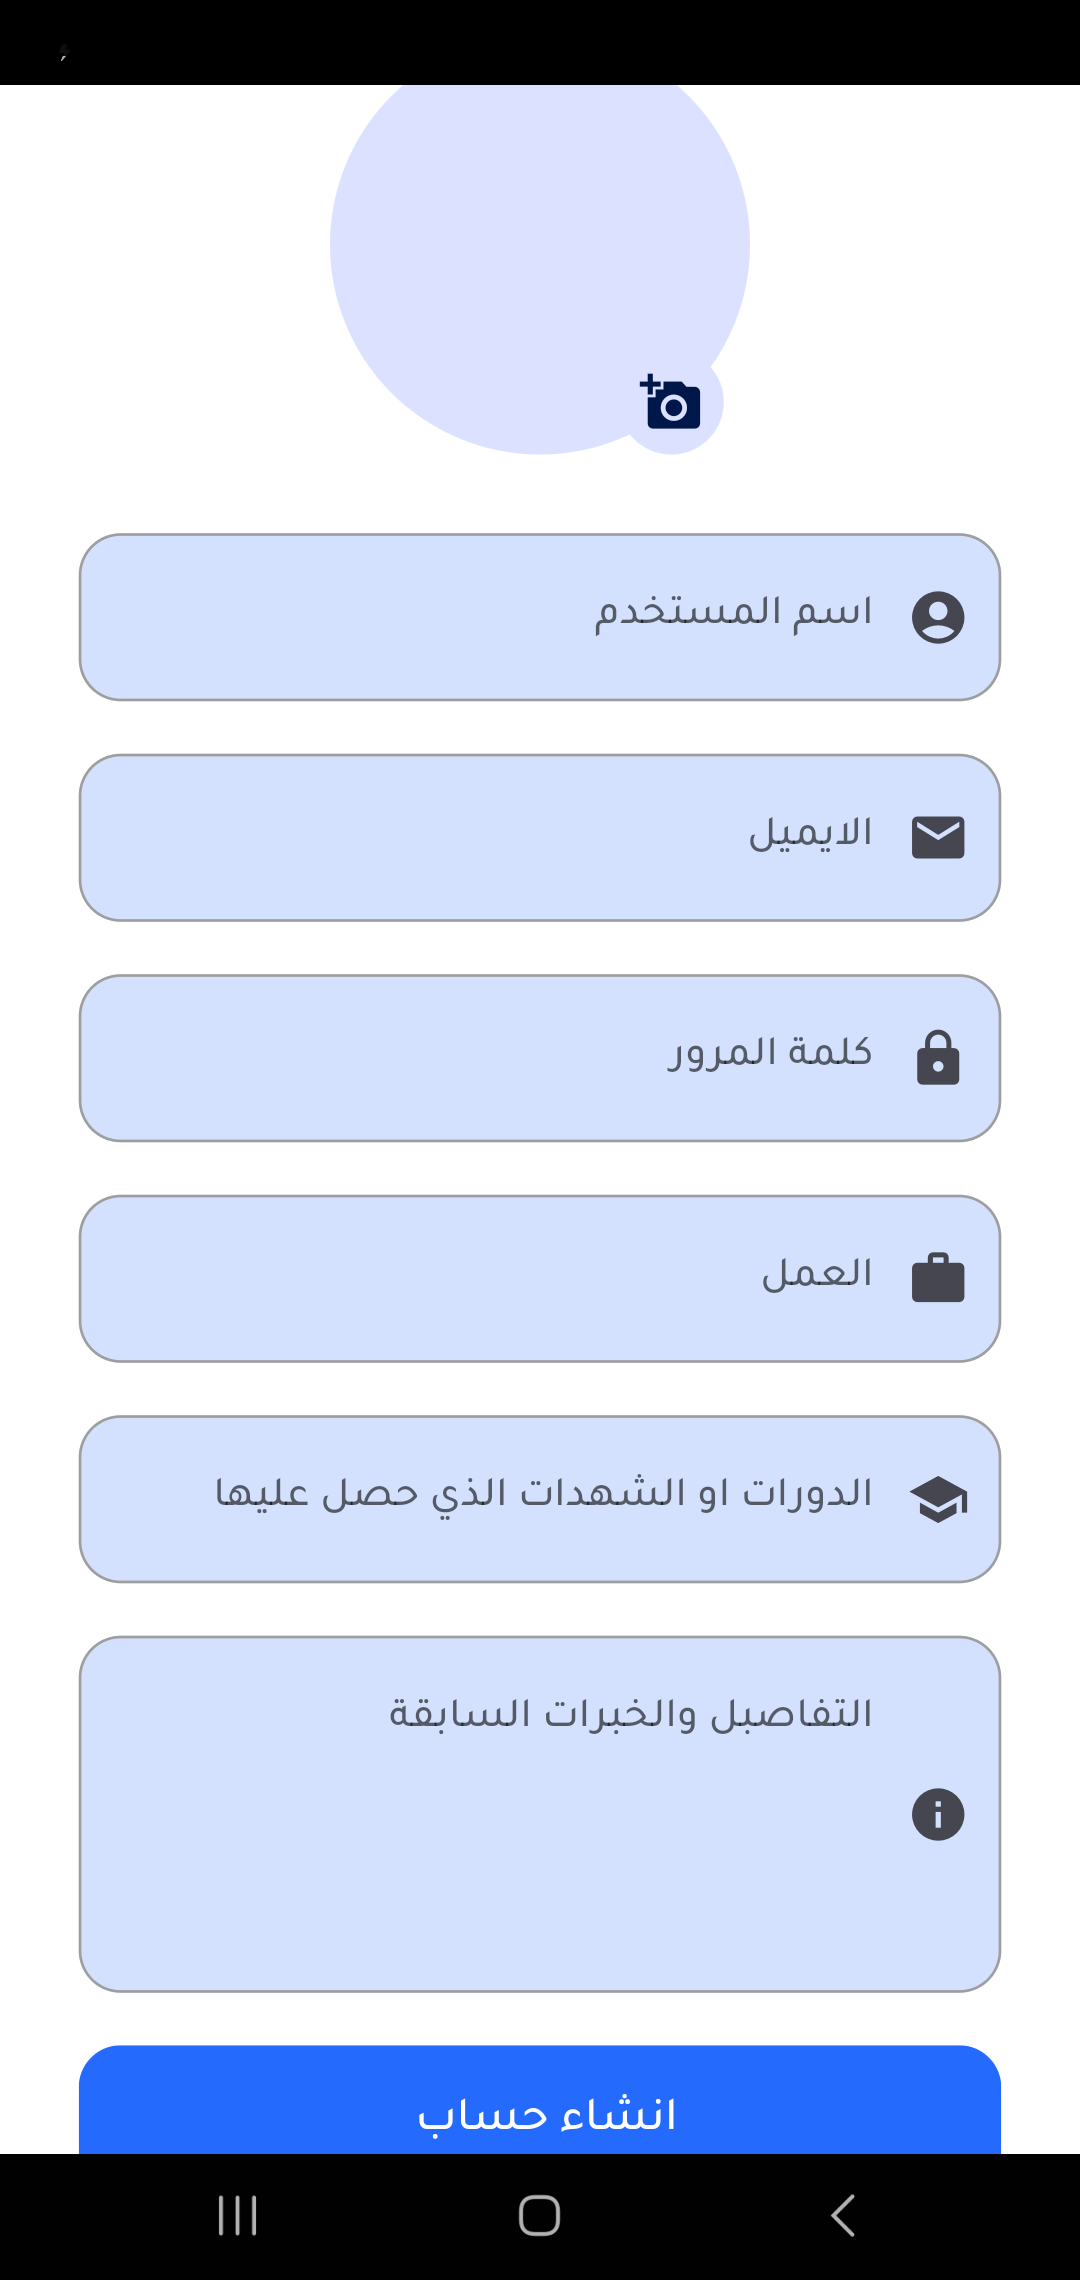 اسم المستخدم
الايميل
كلمة المرور
العمل
الدورات او الشهدات الذي حصل عليها
التفاصبل والخبرات السابقة
انشاء حساب